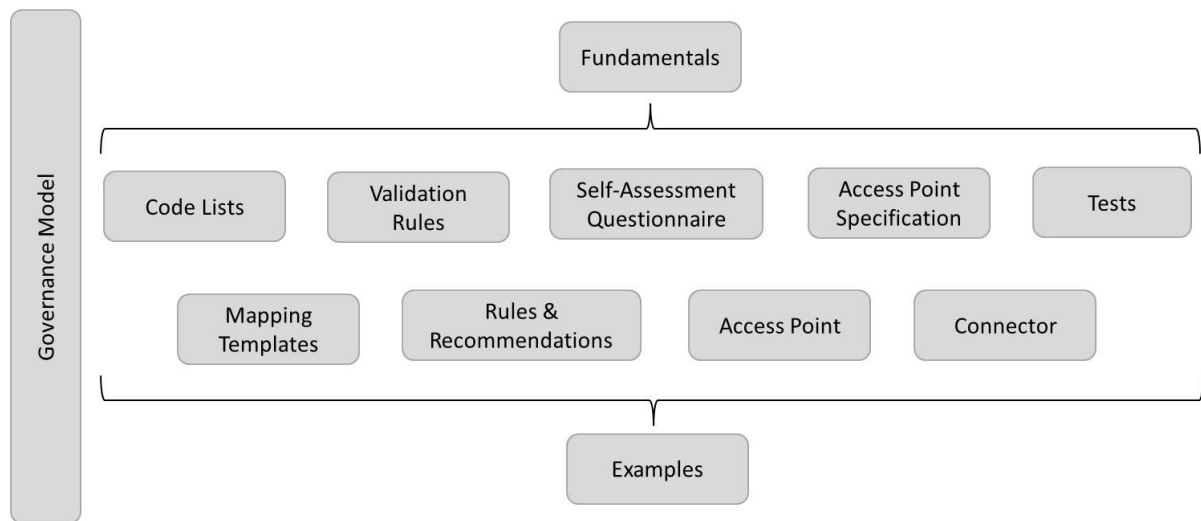 Governance Model
Fundamentals
Code Lists
Validation
Rules
Self-Assessment
Questionnaire
Access Point
Specification
Tests
Mapping
Templates
Rules &
Recommendations
Access Point
Connector
Examples